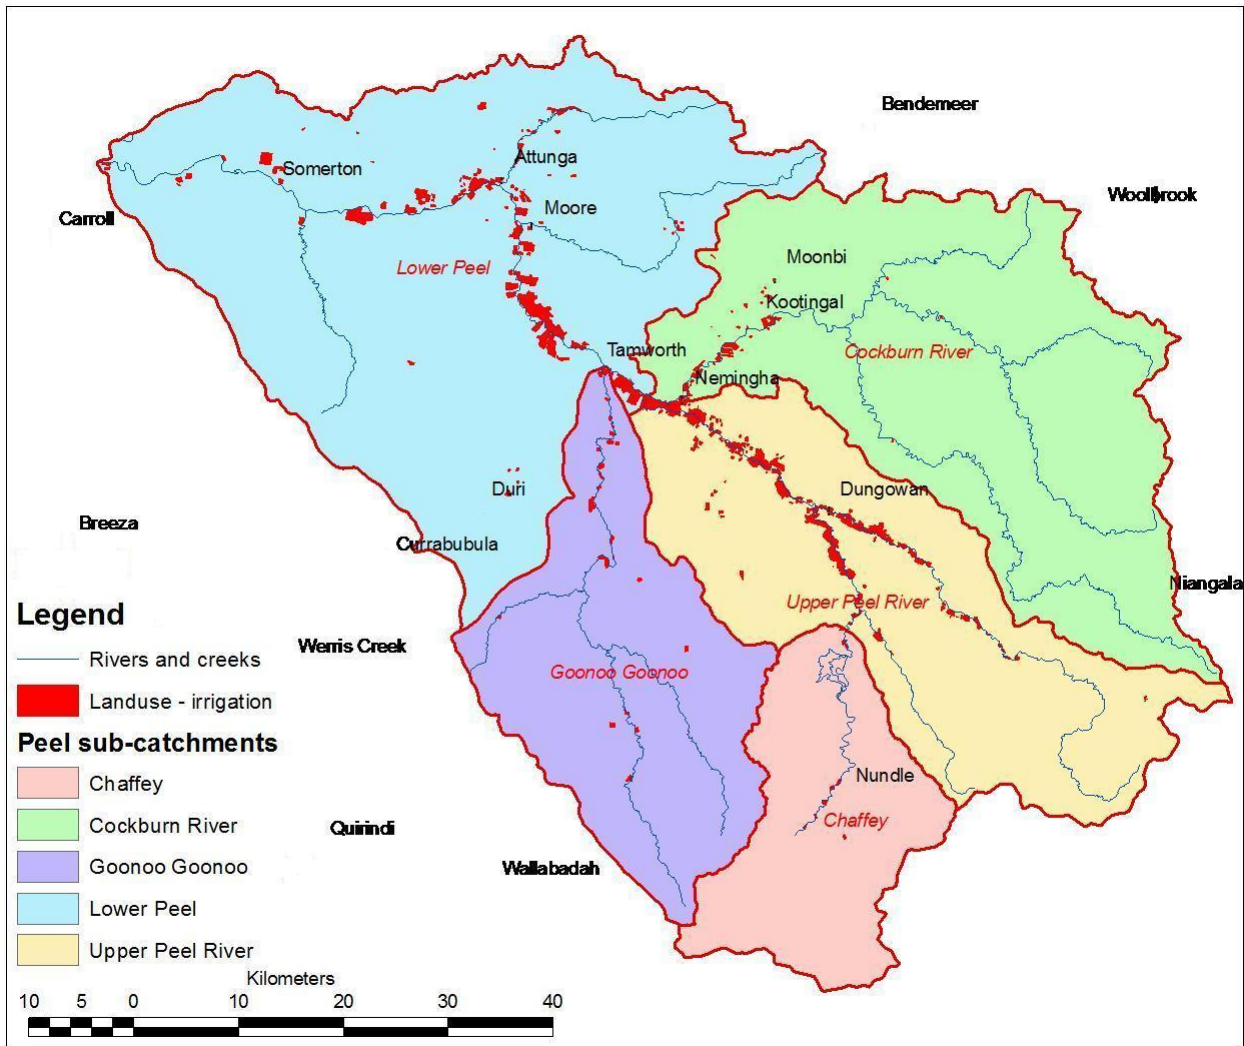 Bendemeer
Attunga
Somerton
Woolbrook
Carroll
Moore
Moonbi
Lower Peel
Kootingal
Tamworth
Cockburn River
Nemingha
Duri
Dungowan
Breeza
Currabubula
Niangala
Upper Peel River
Legend
Werris Creek
Rivers and creeks
Goonoo Goonoo
Landuse - irrigation
Peel sub-catchments
Chaffey
Nundle
Chaffey
Cockburn River
Quirindi
Goonoo Goonoo
Wallabadah
Lower Peel
Upper Peel River
Kilometers
10 5 0 10 20 30 40